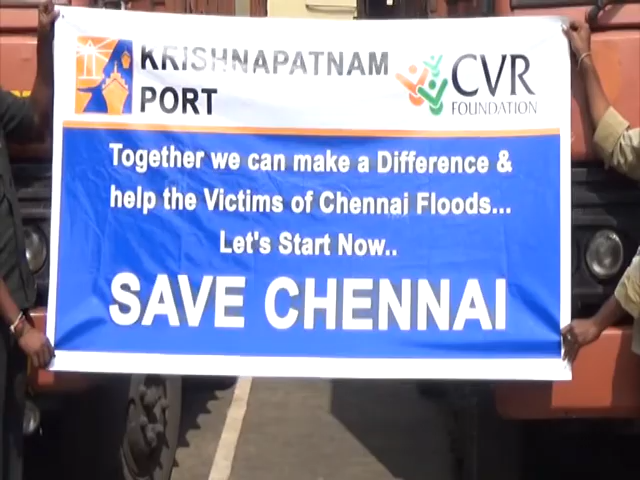 KRISHNAPATNAM
PORT
CVR
FOUNDATION
Together we can make a Difference &
help the Victims of Chennai Floods...
Let's Start Now..
SAVE CHENNAI